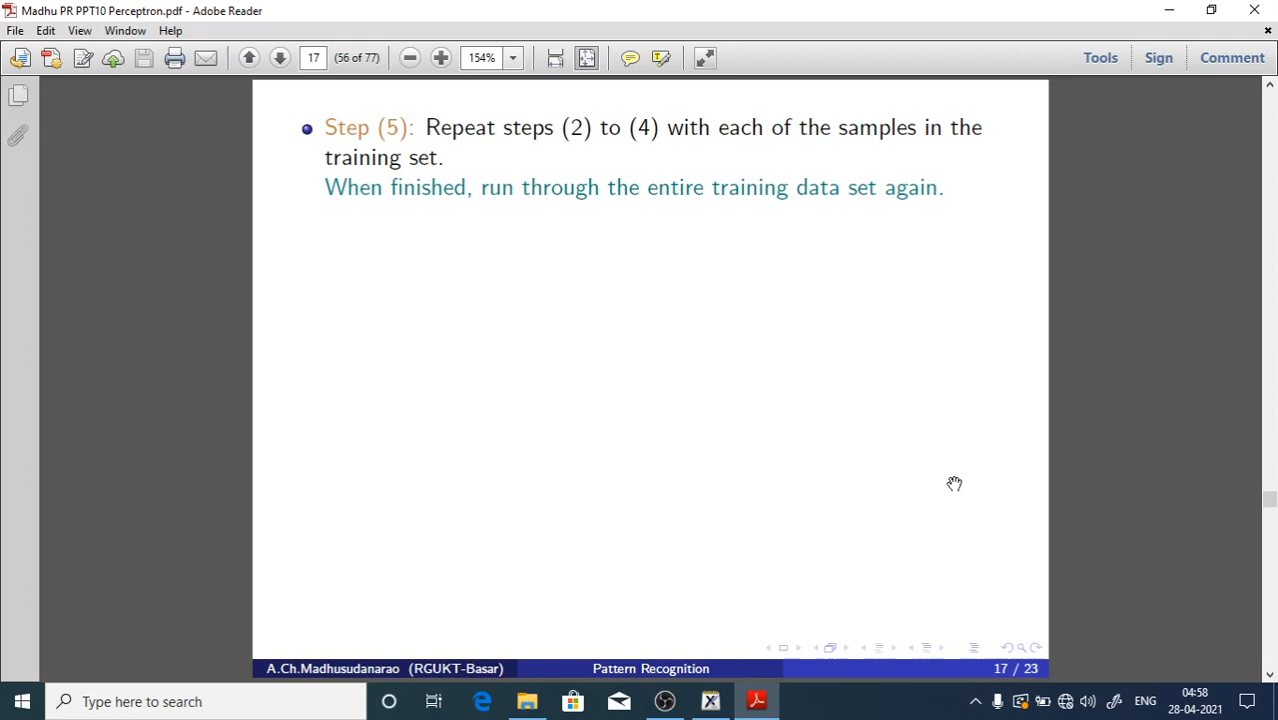 Madhu PR PPT10 Perceptron.pdf - Adobe Reader
File Edit View Window Help
17 (56 of 77) 154% Tools Sign Comment
Step (5): Repeat steps (2) to (4) with each of the samples in the
training set.
When finished, run through the entire training data set again.
A.Ch.Madhusudanarao (RGUKT-Basar) Pattern Recognition 17 / 23
Type here to search
ENG
04:58
28-04-2021